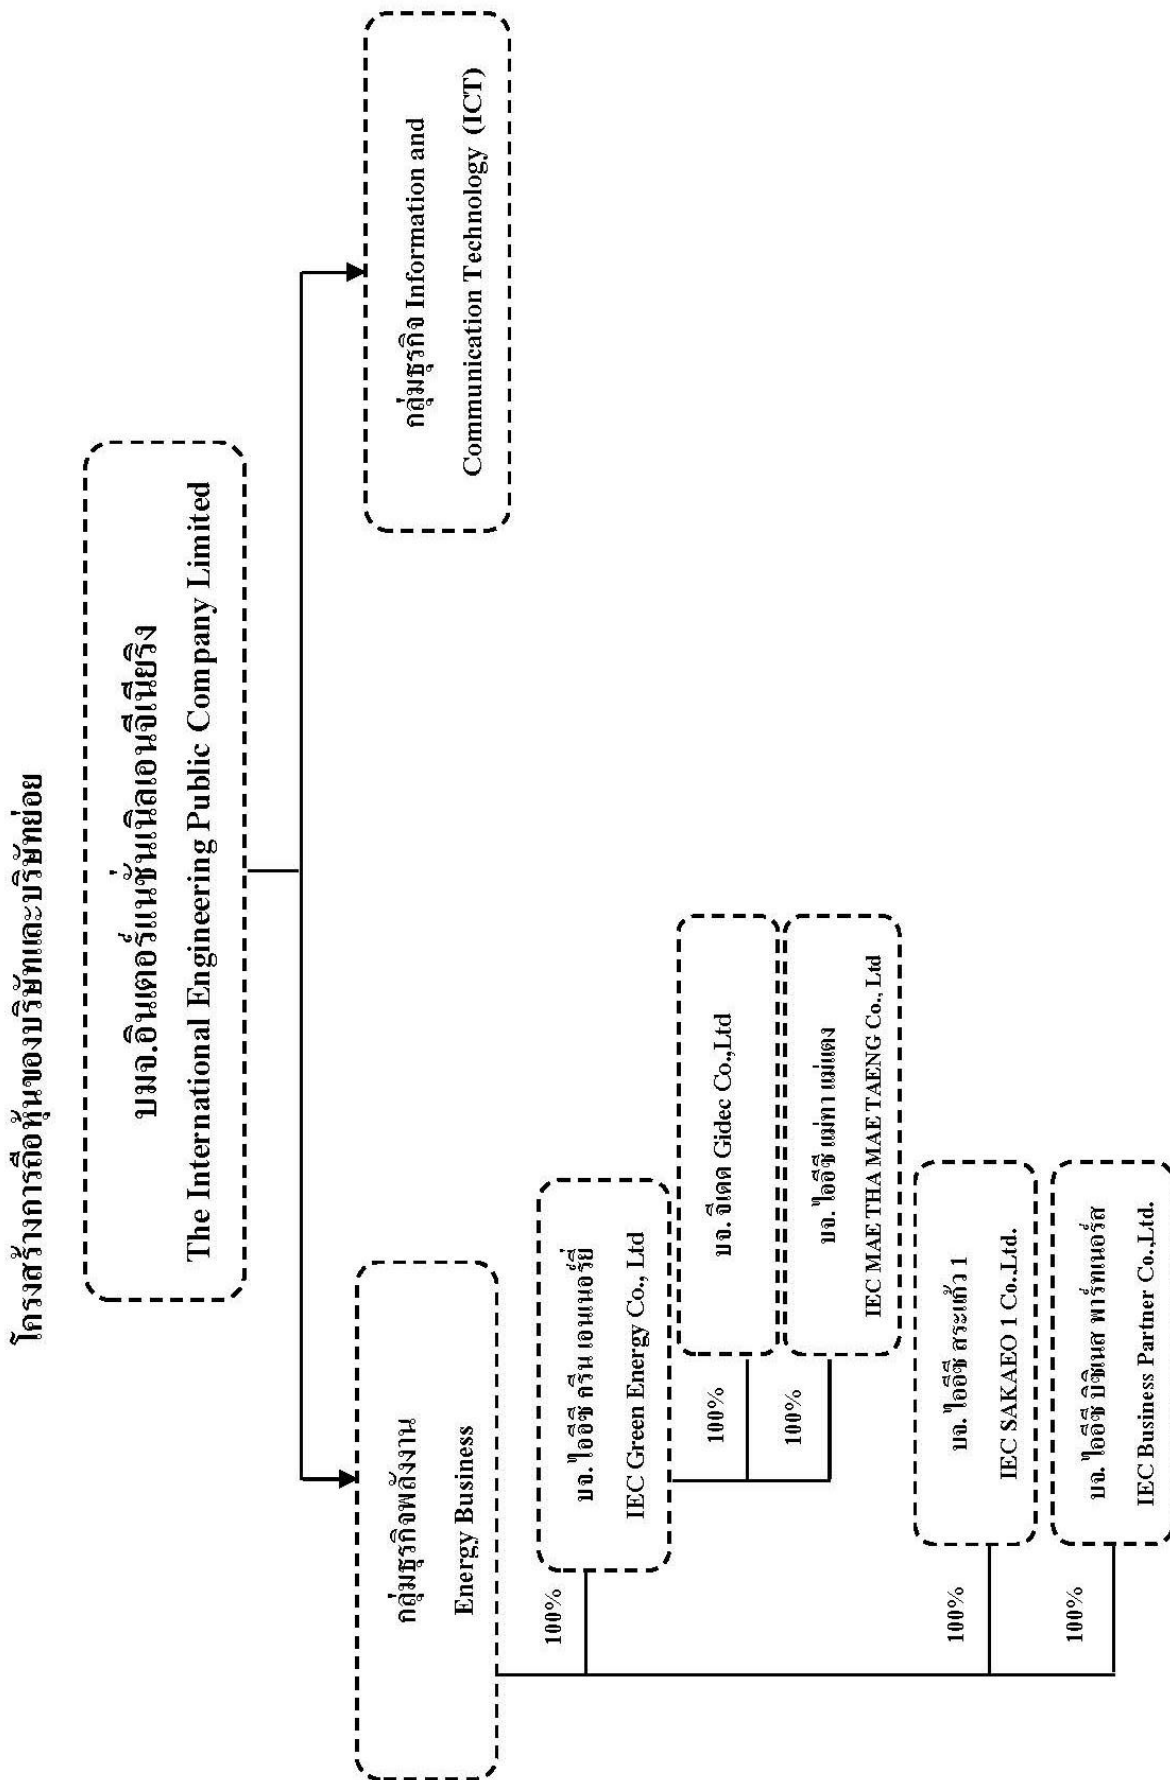 โครงสร้างการถือหุ้นของบริษัทและบริษัทย่อย
บมจ.อินเตอร์แนชั่นเนิลเอนจีเนียริง
The International Engineering Public Company Limited
กลุ่มธุรกิจพลังงาน
Energy Business
กลุ่มธุรกิจ Information and
Communication Technology (ICT)
100%
บจ. ไออีซี กรีน เอนเนอร์ยี่
IEC Green Energy Co., Ltd
100%
บจ. จีเดค Gidec Co.,Ltd
100%
บจ. ไออีซี แม่ทา แม่แตง
IEC MAE THA MAE TAENG Co., Ltd
100%
บจ. ไออีซี สระแก้ว 1
IEC SAKAEO 1 Co.,Ltd.
100%
บจ. ไออีซี บิซิเนส พาร์ทเนอร์ส
IEC Business Partner Co.,Ltd.